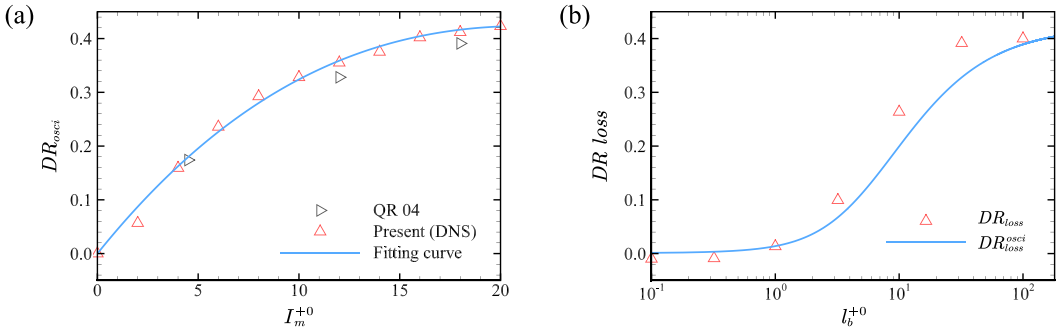 (a)
DR_osci
0.4
0.3
0.2
0.1
0.0
QR 04
Present (DNS)
Fitting curve
0 5 10 15 20
I_m^{+0}
(b)
DR loss
0.4
0.3
0.2
0.1
0.0
DR_loss
DR_loss^osci
10^-1 10^0 10^1 10^2
l_b^{+0}